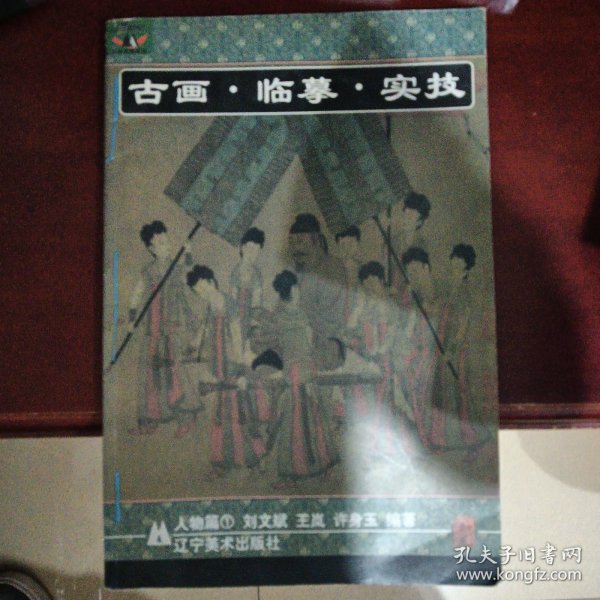 古画·临摹·实技
人物篇① 刘文斌 王岚 许身玉 编著
辽宁美术出版社
孔夫子旧书网
www.kongfz.com